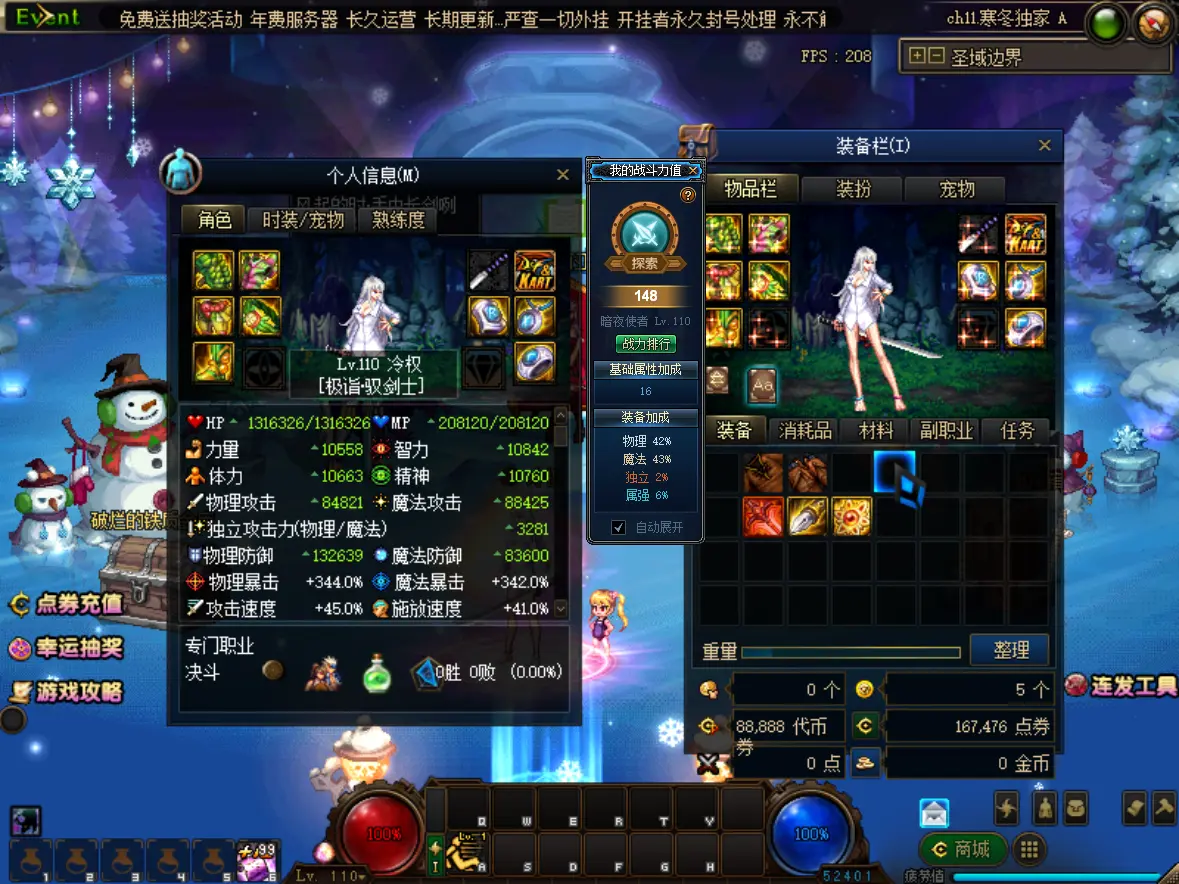 Event
免费送抽奖活动 年费服务器 长久运营 长期更新..严查一切外挂 开挂者永久封号处理 永不
ch11.寒冬独家 A
FPS : 208
圣域边界
个人信息(M)
角色
时装/宠物
熟练度
Lv.110 冷权
[极诣·驭剑士]
HP 1316326/1316326
MP 208120/208120
力量 10558
智力 10842
体力 10663
精神 10760
物理攻击 84821
魔法攻击 88425
独立攻击力(物理/魔法) 3281
物理防御 132639
魔法防御 83600
物理暴击 +344.0%
魔法暴击 +342.0%
攻击速度 +45.0%
施放速度 +41.0%
专门职业
决斗
0胜 0败 (0.00%)
我的战斗力值
?
探索
148
暗夜使者 Lv.110
战力排行
基础属性加成
16
装备加成
物理 42%
魔法 43%
独立 2%
属强 6%
自动展开
装备栏(I)
物品栏
装扮
宠物
KART
KART
Aa
装备
消耗品
材料
副职业
任务
重量
整理
0 个
5 个
88,888 代币券
167,476 点券
0 点
0 金币
破烂的铁
点券充值
幸运抽奖
游戏攻略
连发工具
100%
100%
Q W E R T Y
A S D F G H
Lv.1
1 2 3 4 5 6
99
Lv. 110
52401
商城
疲劳值